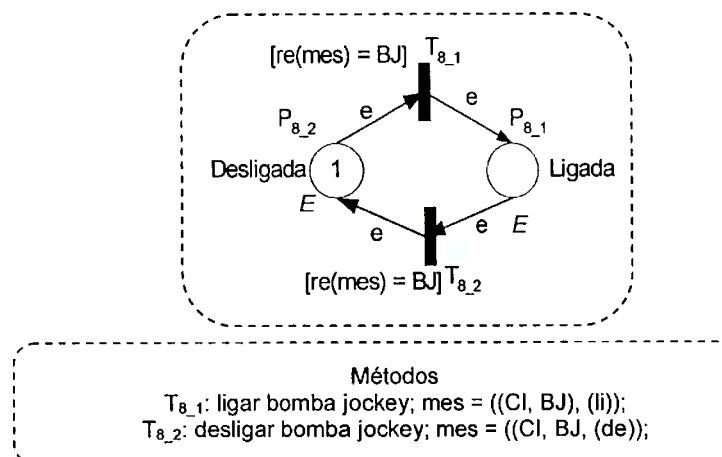 [re(mes) = BJ] T8_1
e e
P8_2 P8_1
Desligada 1 Ligada
E e e E
[re(mes) = BJ] T8_2
Métodos
T8_1: ligar bomba jockey; mes = ((CI, BJ), (li));
T8_2: desligar bomba jockey; mes = ((CI, BJ, (de));